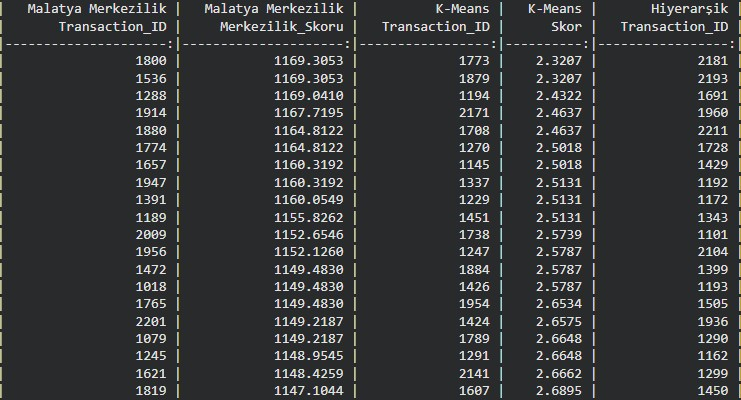 | Malatya Merkezilik | Malatya Merkezilik | K-Means | K-Means | Hiyerarşik |
| Transaction_ID | Merkezilik_Skoru | Transaction_ID | Skor | Transaction_ID |
|--------------------:|--------------------:|----------------:|----------:|----------------:|
| 1800 | 1169.3053 | 1773 | 2.3207 | 2181 |
| 1536 | 1169.3053 | 1879 | 2.3207 | 2193 |
| 1288 | 1169.0410 | 1194 | 2.4322 | 1691 |
| 1914 | 1167.7195 | 2171 | 2.4637 | 1960 |
| 1880 | 1164.8122 | 1708 | 2.4637 | 2211 |
| 1774 | 1164.8122 | 1270 | 2.5018 | 1728 |
| 1657 | 1160.3192 | 1145 | 2.5018 | 1429 |
| 1947 | 1160.3192 | 1337 | 2.5131 | 1192 |
| 1391 | 1160.0549 | 1229 | 2.5131 | 1172 |
| 1189 | 1155.8262 | 1451 | 2.5131 | 1343 |
| 2009 | 1152.6546 | 1738 | 2.5739 | 1101 |
| 1956 | 1152.1260 | 1247 | 2.5787 | 2104 |
| 1472 | 1149.4830 | 1884 | 2.5787 | 1399 |
| 1018 | 1149.4830 | 1426 | 2.5787 | 1193 |
| 1765 | 1149.4830 | 1954 | 2.6534 | 1505 |
| 2201 | 1149.2187 | 1424 | 2.6575 | 1936 |
| 1079 | 1149.2187 | 1789 | 2.6648 | 1290 |
| 1245 | 1148.9545 | 1291 | 2.6648 | 1162 |
| 1621 | 1148.4259 | 2141 | 2.6662 | 1299 |
| 1819 | 1147.1044 | 1607 | 2.6895 | 1450 |